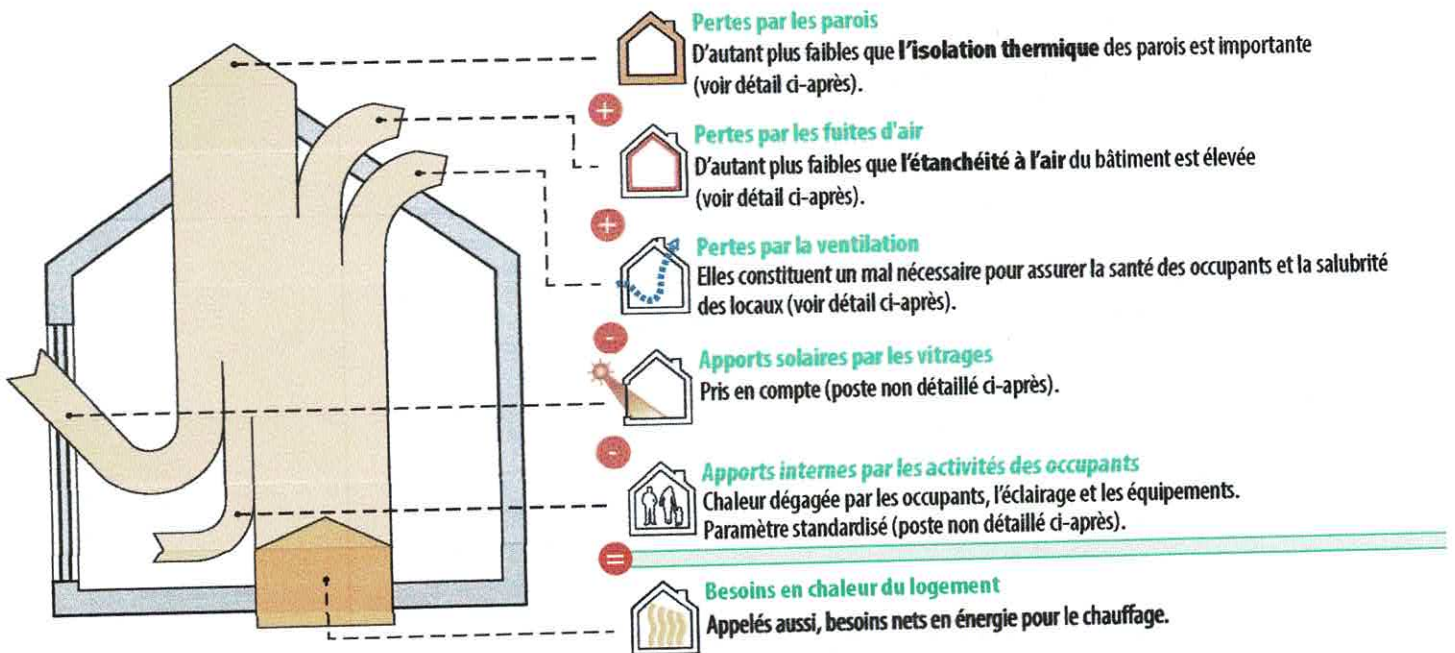 Pertes par les parois
D'autant plus faibles que l'isolation thermique des parois est importante
(voir détail ci-après).
+
Pertes par les fuites d'air
D'autant plus faibles que l'étanchéité à l'air du bâtiment est élevée
(voir détail ci-après).
+
Pertes par la ventilation
Elles constituent un mal nécessaire pour assurer la santé des occupants et la salubrité
des locaux (voir détail ci-après).
-
Apports solaires par les vitrages
Pris en compte (poste non détaillé ci-après).
-
Apports internes par les activités des occupants
Chaleur dégagée par les occupants, l'éclairage et les équipements.
Paramètre standardisé (poste non détaillé ci-après).
=
Besoins en chaleur du logement
Appelés aussi, besoins nets en énergie pour le chauffage.